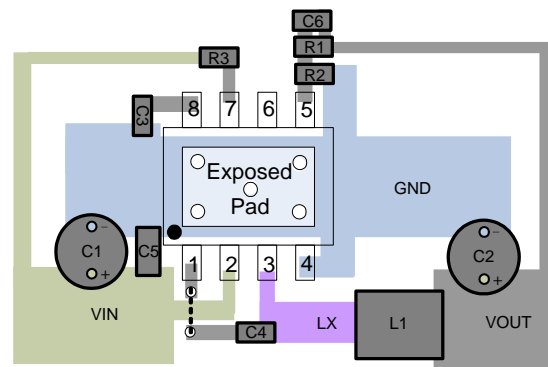 C6
R1
R3
R2
C3
8 7 6 5
Exposed
Pad
GND
C1 − +
C5
C2 − +
1 2 3 4
VIN
C4
LX
L1
VOUT